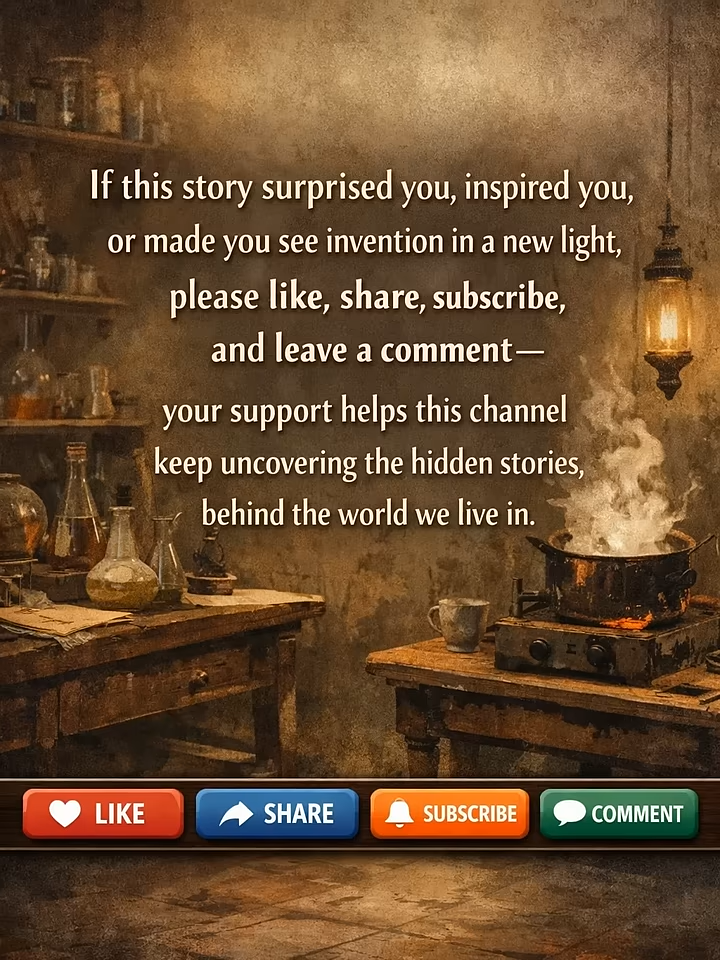 If this story surprised you, inspired you,
or made you see invention in a new light,
please like, share, subscribe,
and leave a comment—
your support helps this channel
keep uncovering the hidden stories,
behind the world we live in.
LIKE
SHARE
SUBSCRIBE
COMMENT